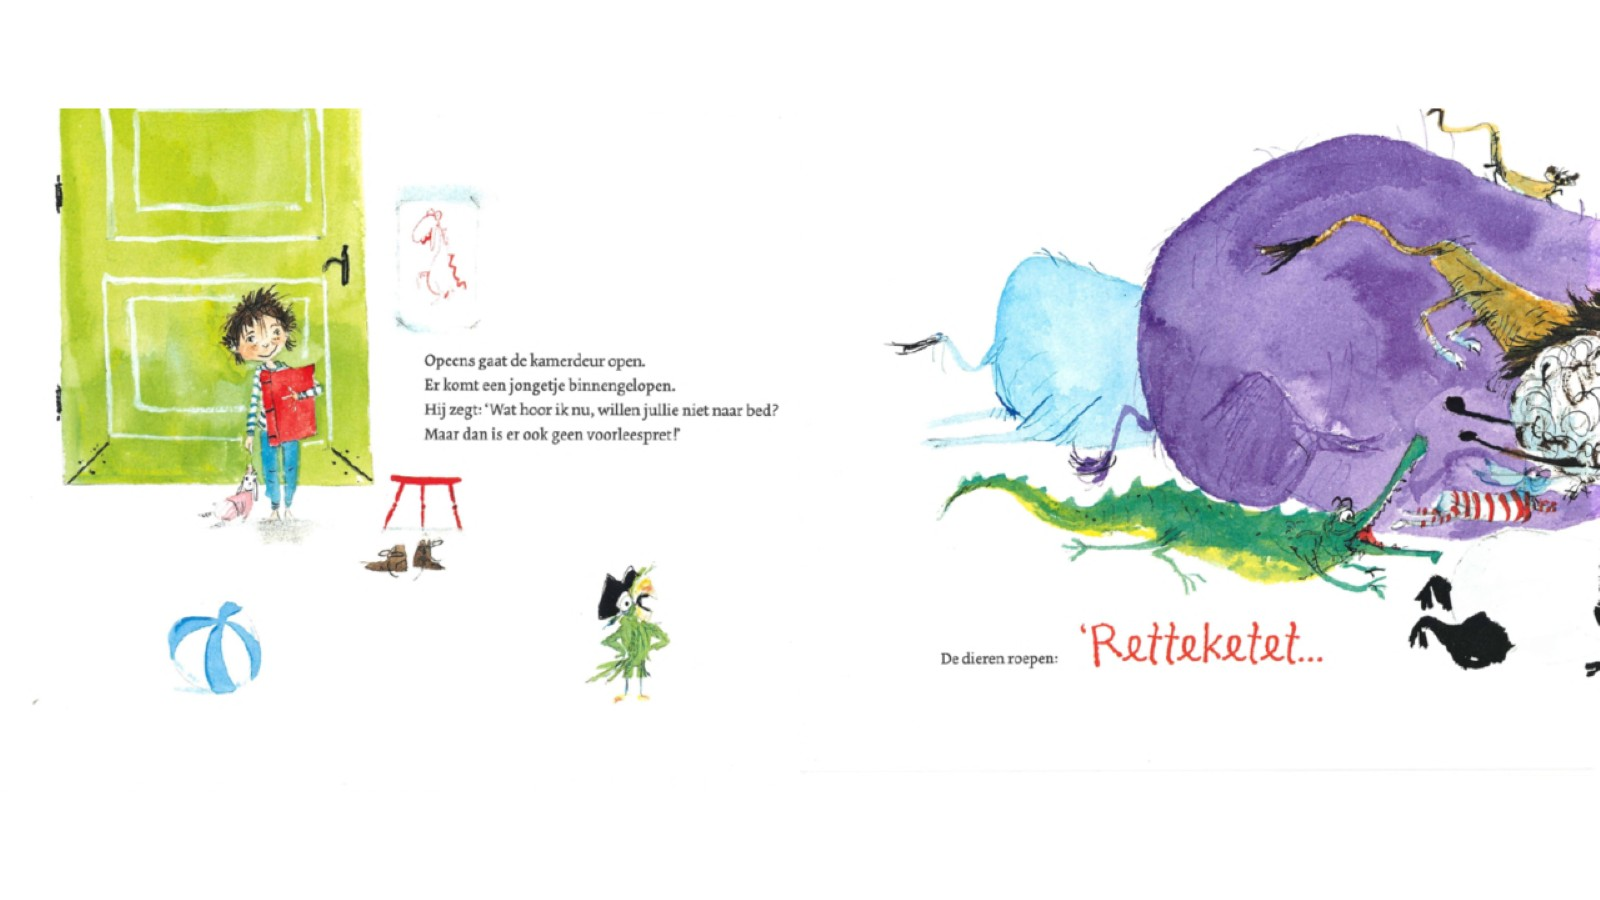 Opeens gaat de kamerdeur open.
Er komt een jongetje binnengelopen.
Hij zegt: ‘Wat hoor ik nu, willen jullie niet naar bed?
Maar dan is er ook geen voorleespret!’
De dieren roepen: ‘Retteketet...